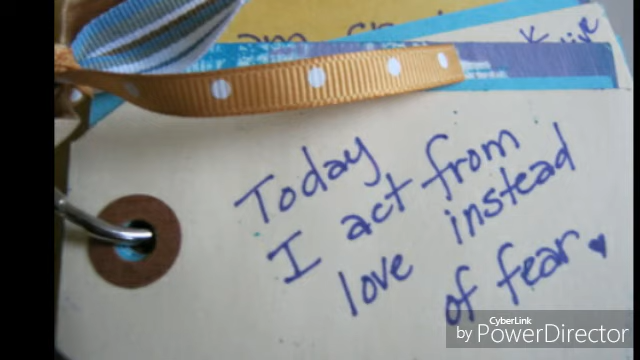 Today
I act from
love instead
of fear.
CyberLink
by PowerDirector